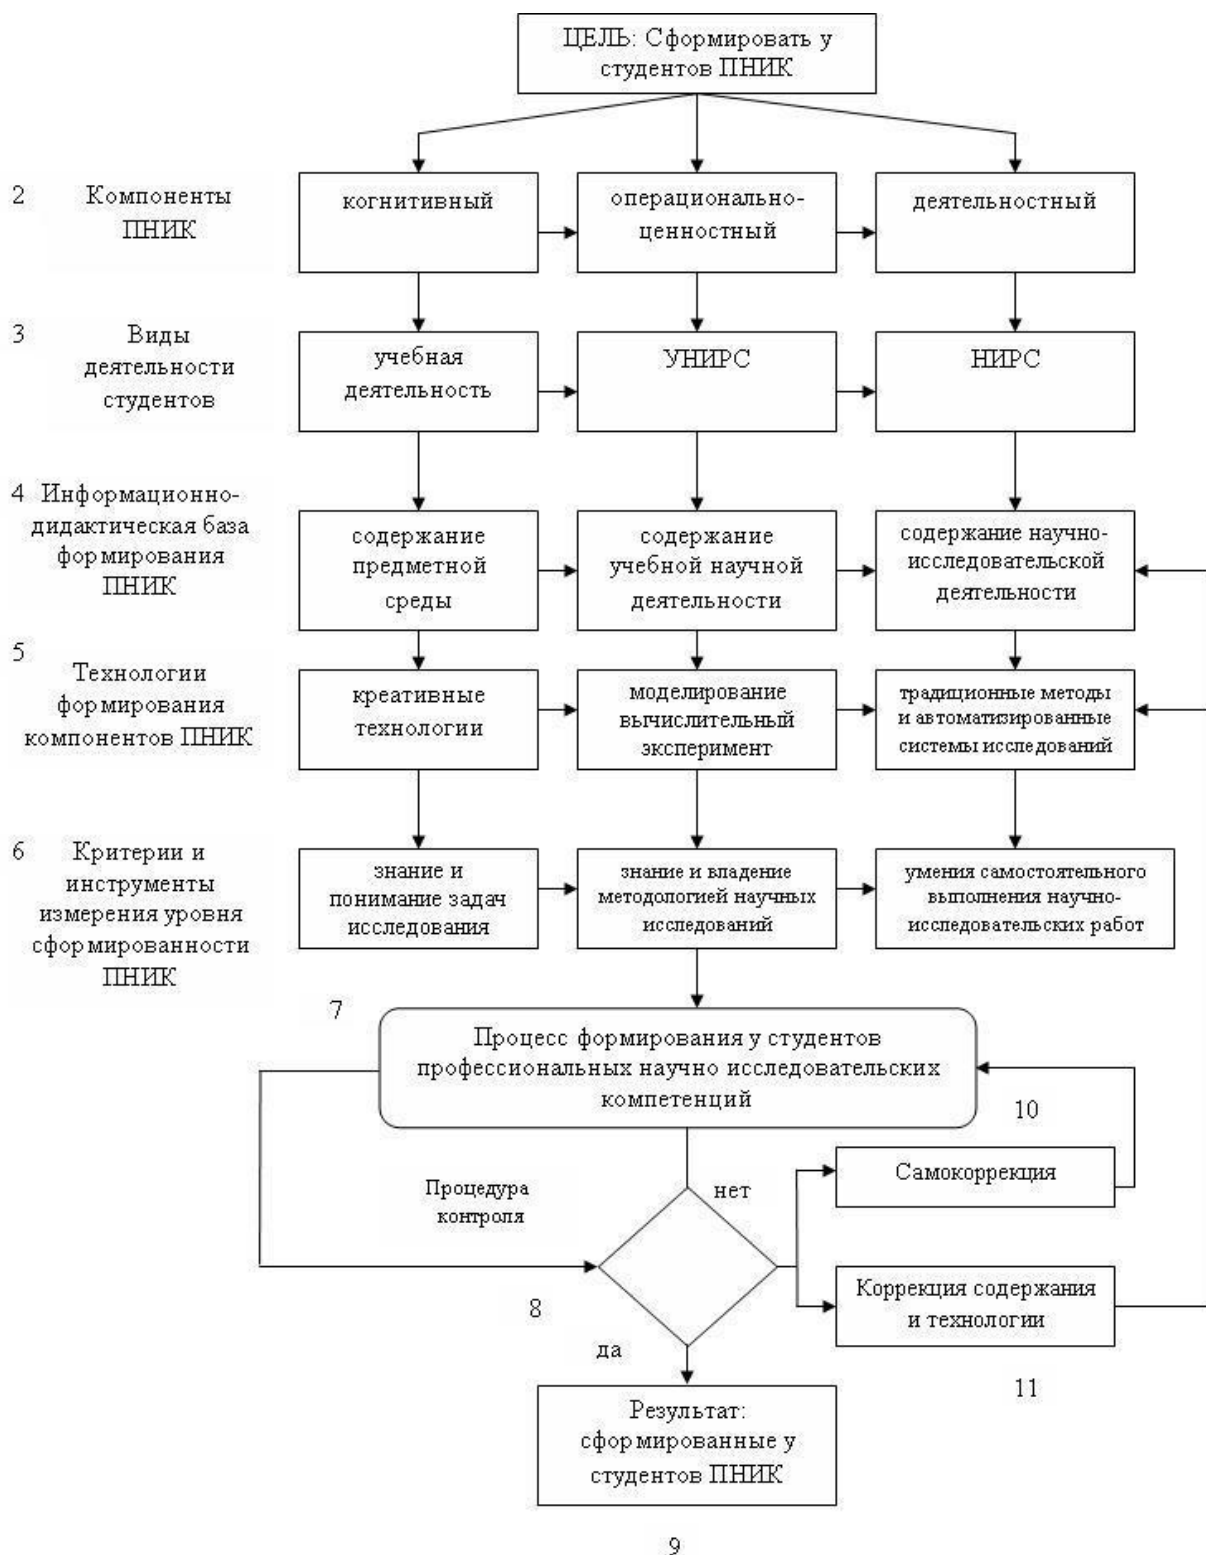 ЦЕЛЬ: Сформировать у
студентов ПНИК
2
Компоненты
ПНИК
когнитивный
операционально-
ценностный
деятельностный
3
Виды
деятельности
студентов
учебная
деятельность
УНИРС
НИРС
4
Информационно-
дидактическая база
формирования
ПНИК
содержание
предметной
среды
содержание
учебной научной
деятельности
содержание научно-
исследовательской
деятельности
5
Технологии
формирования
компонентов ПНИК
креативные
технологии
моделирование
вычислительный
эксперимент
традиционные методы
и автоматизированные
системы исследований
6
Критерии и
инструменты
измерения уровня
сформированности
ПНИК
знание и
понимание задач
исследования
знание и владение
методологией научных
исследований
умения самостоятельного
выполнения научно-
исследовательских работ
7
Процесс формирования у студентов
профессиональных научно исследовательских
компетенций
10
Процедура
контроля
нет
Самокоррекция
8
Коррекция содержания
и технологии
да
11
Результат:
сформированные у
студентов ПНИК
9